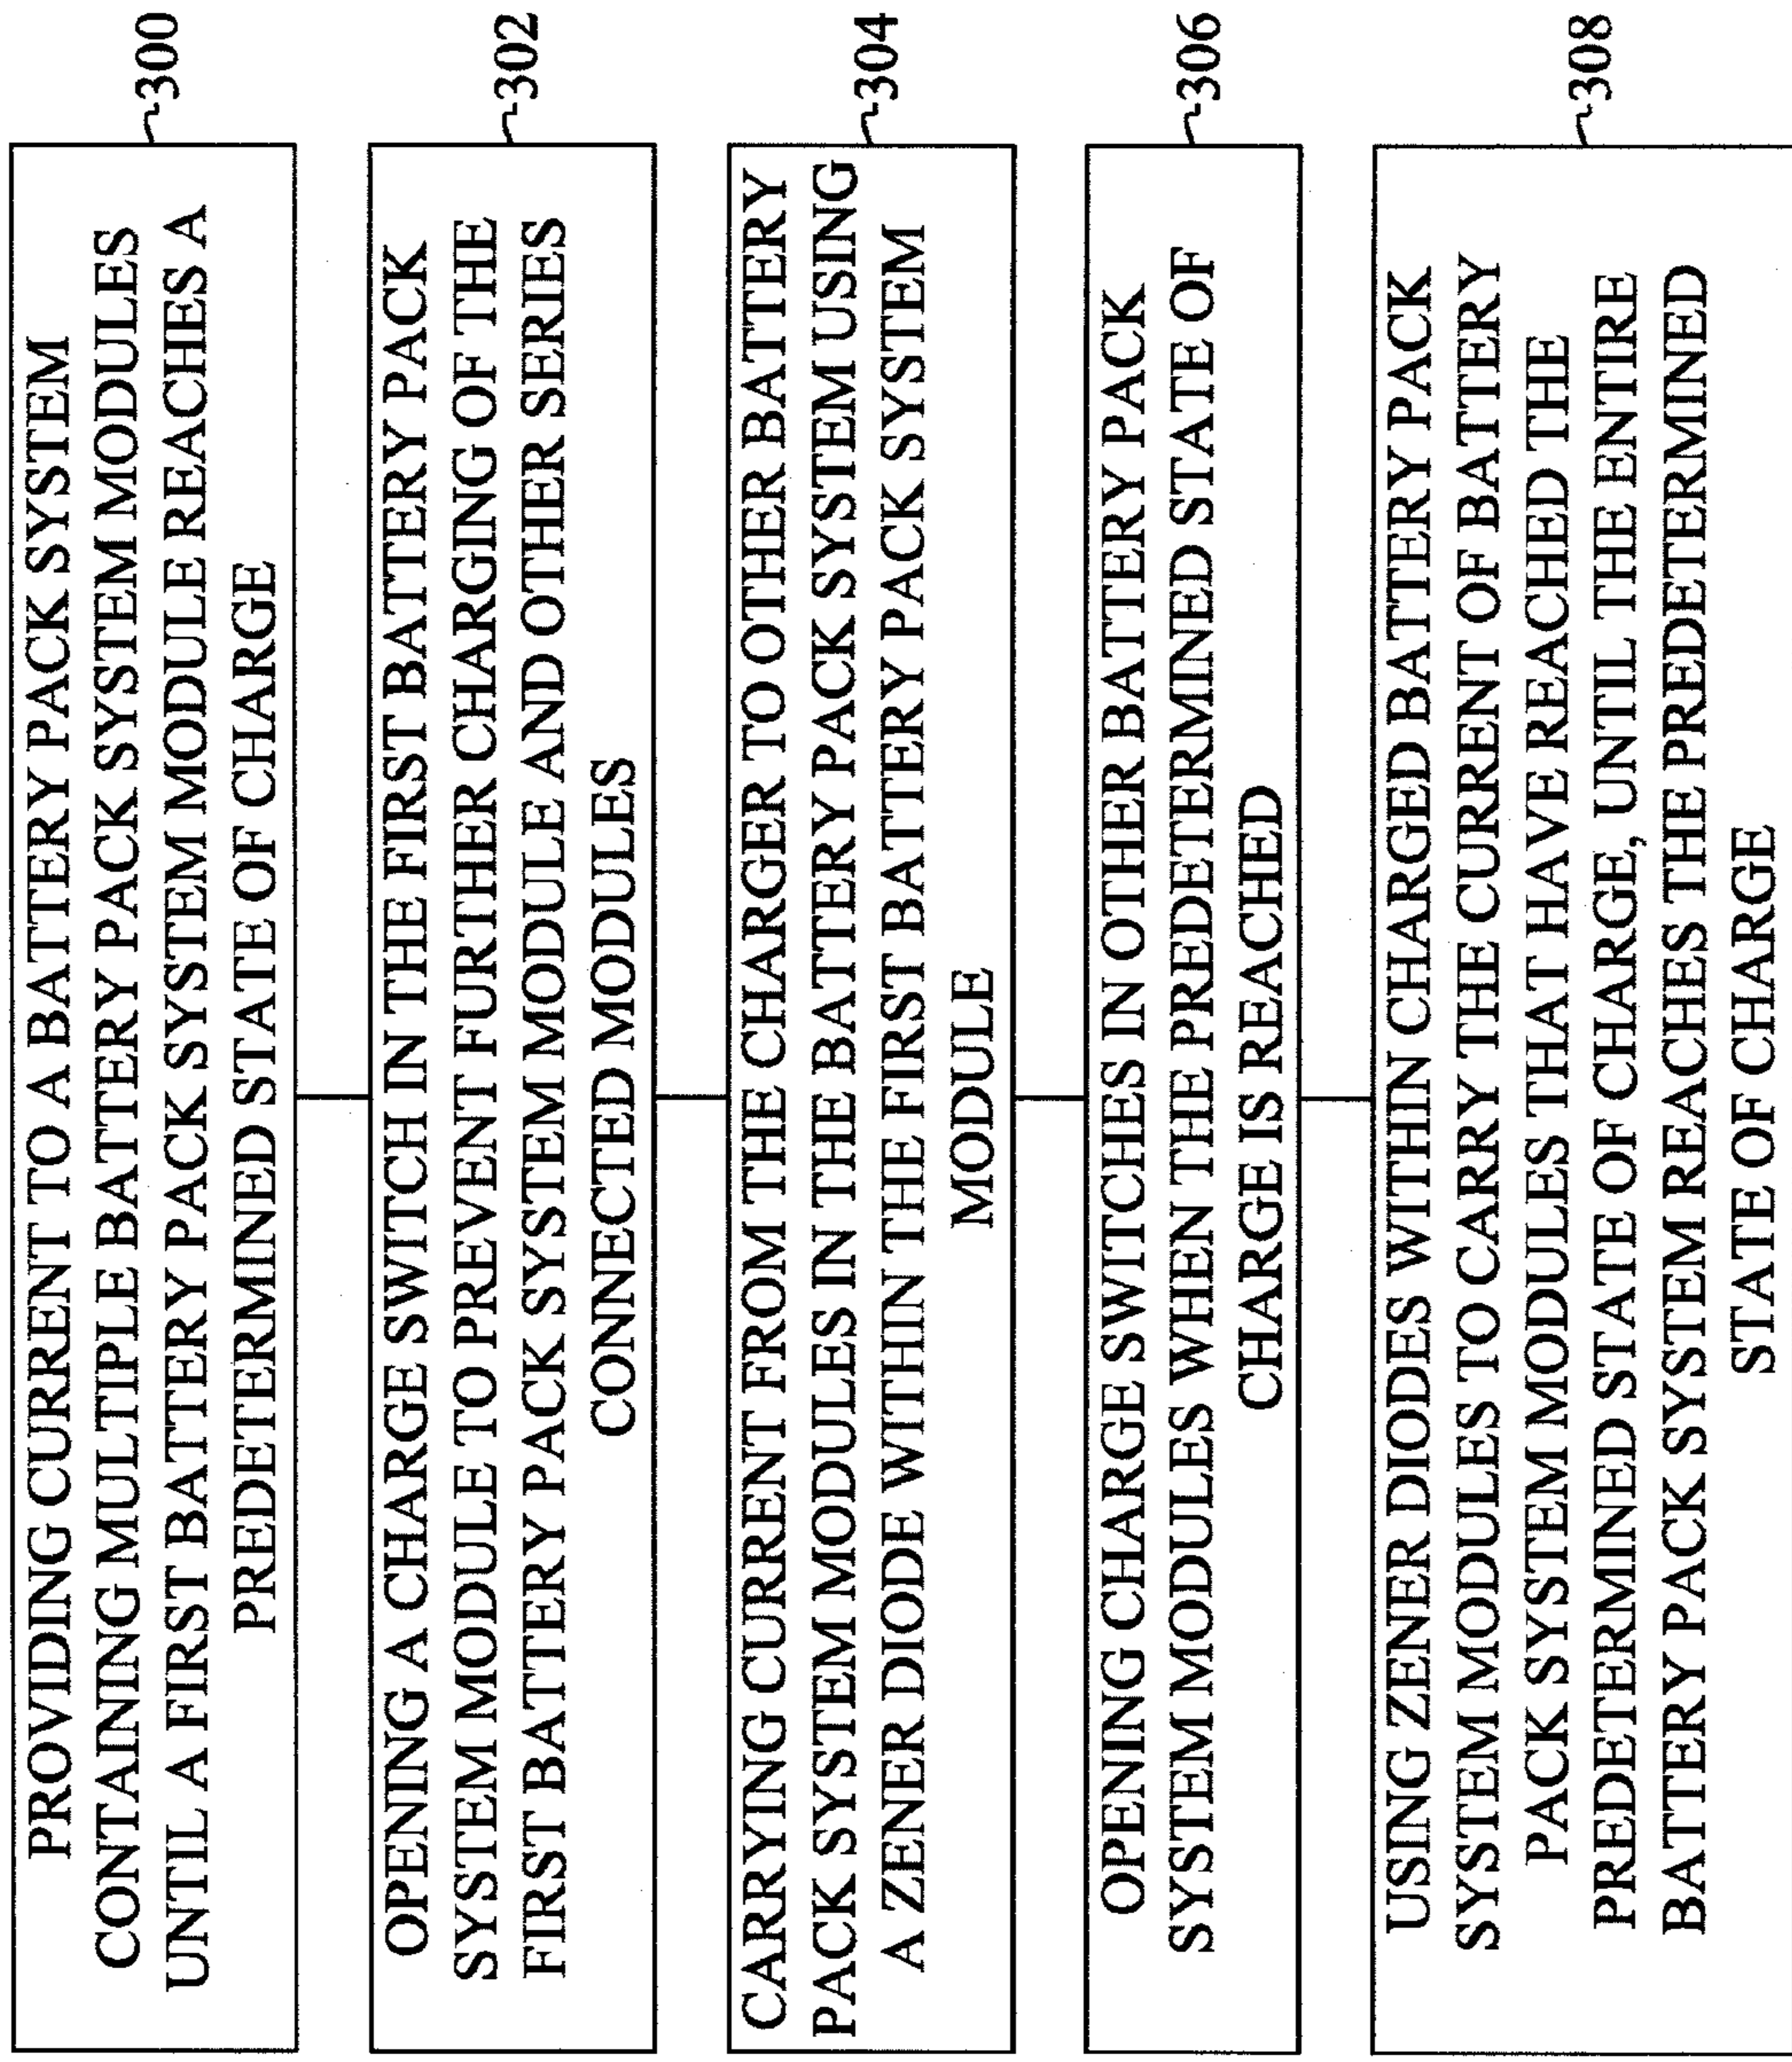 PROVIDING CURRENT TO A BATTERY PACK SYSTEM
CONTAINING MULTIPLE BATTERY PACK SYSTEM MODULES
UNTIL A FIRST BATTERY PACK SYSTEM MODULE REACHES A
PREDETERMINED STATE OF CHARGE
300
OPENING A CHARGE SWITCH IN THE FIRST BATTERY PACK
SYSTEM MODULE TO PREVENT FURTHER CHARGING OF THE
FIRST BATTERY PACK SYSTEM MODULE AND OTHER SERIES
CONNECTED MODULES
302
CARRYING CURRENT FROM THE CHARGER TO OTHER BATTERY
PACK SYSTEM MODULES IN THE BATTERY PACK SYSTEM USING
A ZENER DIODE WITHIN THE FIRST BATTERY PACK SYSTEM
MODULE
304
OPENING CHARGE SWITCHES IN OTHER BATTERY PACK
SYSTEM MODULES WHEN THE PREDETERMINED STATE OF
CHARGE IS REACHED
306
USING ZENER DIODES WITHIN CHARGED BATTERY PACK
SYSTEM MODULES TO CARRY THE CURRENT OF BATTERY
PACK SYSTEM MODULES THAT HAVE REACHED THE
PREDETERMINED STATE OF CHARGE, UNTIL THE ENTIRE
BATTERY PACK SYSTEM REACHES THE PREDETERMINED
STATE OF CHARGE
308